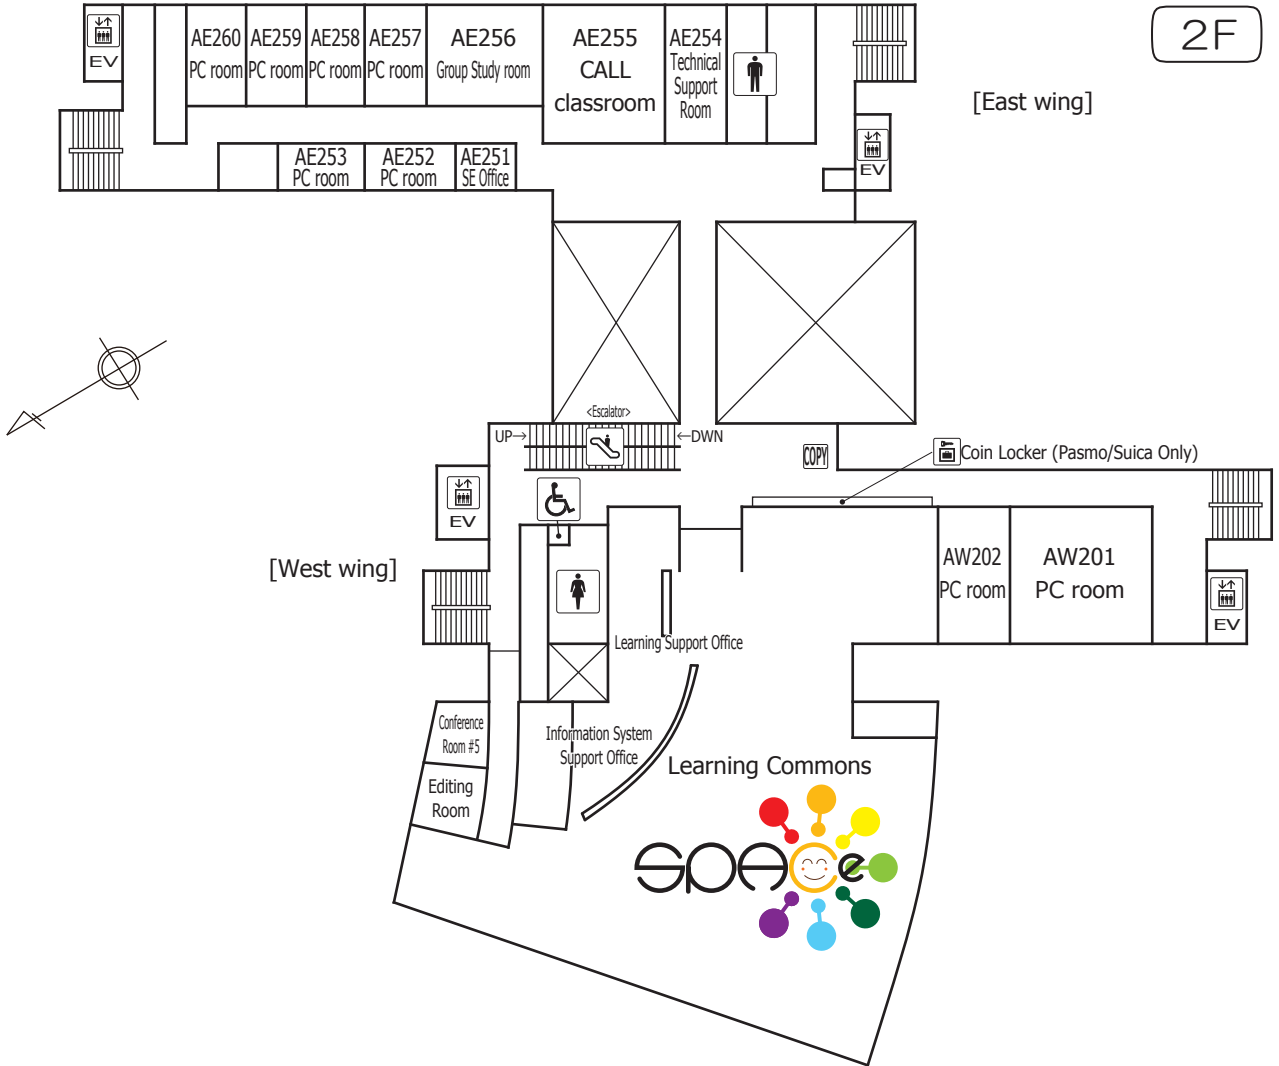 2F
EV
AE260
PC room
AE259
PC room
AE258
PC room
AE257
PC room
AE256
Group Study room
AE255
CALL
classroom
AE254
Technical
Support
Room
[East wing]
EV
AE253
PC room
AE252
PC room
AE251
SE Office
<Escalator>
UP→
←DWN
COPY
Coin Locker (Pasmo/Suica Only)
EV
[West wing]
AW202
PC room
AW201
PC room
EV
Learning Support Office
Conference
Room #5
Information System
Support Office
Editing
Room
Learning Commons
space